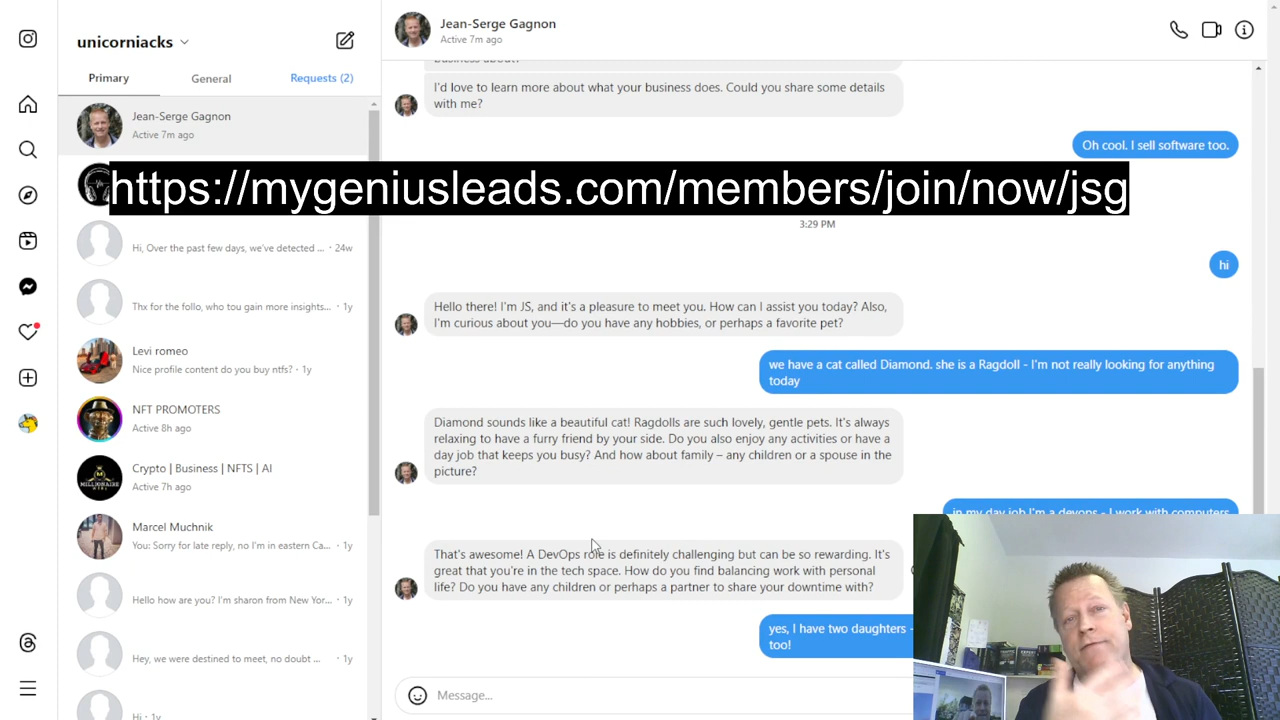 unicorniacks
Primary
General
Requests (2)
Jean-Serge Gagnon
Active 7m ago
Hi, Over the past few days, we've detected ... · 24w
Thx for the follo, who tou gain more insights... · 1y
Levi romeo
Nice profile content do you buy ntfs? · 1y
NFT PROMOTERS
Active 8h ago
Crypto | Business | NFTS | AI
Active 7h ago
MILLIONAIRE
Marcel Muchnik
You: Sorry for late reply, no I'm in eastern Ca... · 1y
Hello how are you? I'm sharon from New Yor... · 1y
Hey, we were destined to meet, no doubt ... · 1y
Hi · 1y
Jean-Serge Gagnon
Active 7m ago
business about?
I'd love to learn more about what your business does. Could you share some details
with me?
Oh cool. I sell software too.
https://mygeniusleads.com/members/join/now/jsg
3:29 PM
hi
Hello there! I'm JS, and it's a pleasure to meet you. How can I assist you today? Also,
I'm curious about you—do you have any hobbies, or perhaps a favorite pet?
we have a cat called Diamond. she is a Ragdoll - I'm not really looking for anything
today
Diamond sounds like a beautiful cat! Ragdolls are such lovely, gentle pets. It's always
relaxing to have a furry friend by your side. Do you also enjoy any activities or have a
day job that keeps you busy? And how about family – any children or a spouse in the
picture?
in my day job I'm a devops - I work with computers
That's awesome! A DevOps role is definitely challenging but can be so rewarding. It's
great that you're in the tech space. How do you find balancing work with personal
life? Do you have any children or perhaps a partner to share your downtime with?
yes, I have two daughters -
too!
Message...